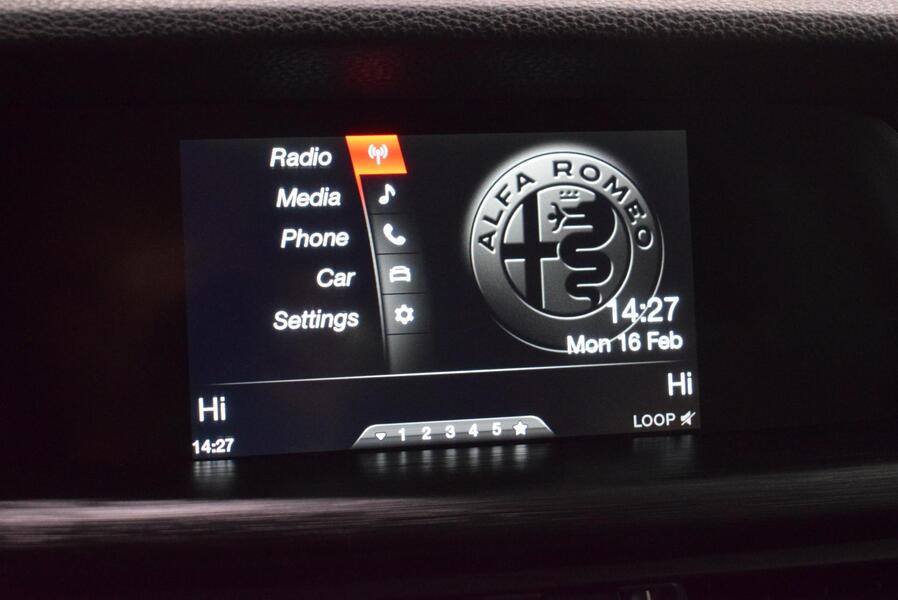 Radio
Media
Phone
Car
Settings
ALFA ROMEO
14:27
Mon 16 Feb
Hi
Hi
14:27
1 2 3 4 5
LOOP